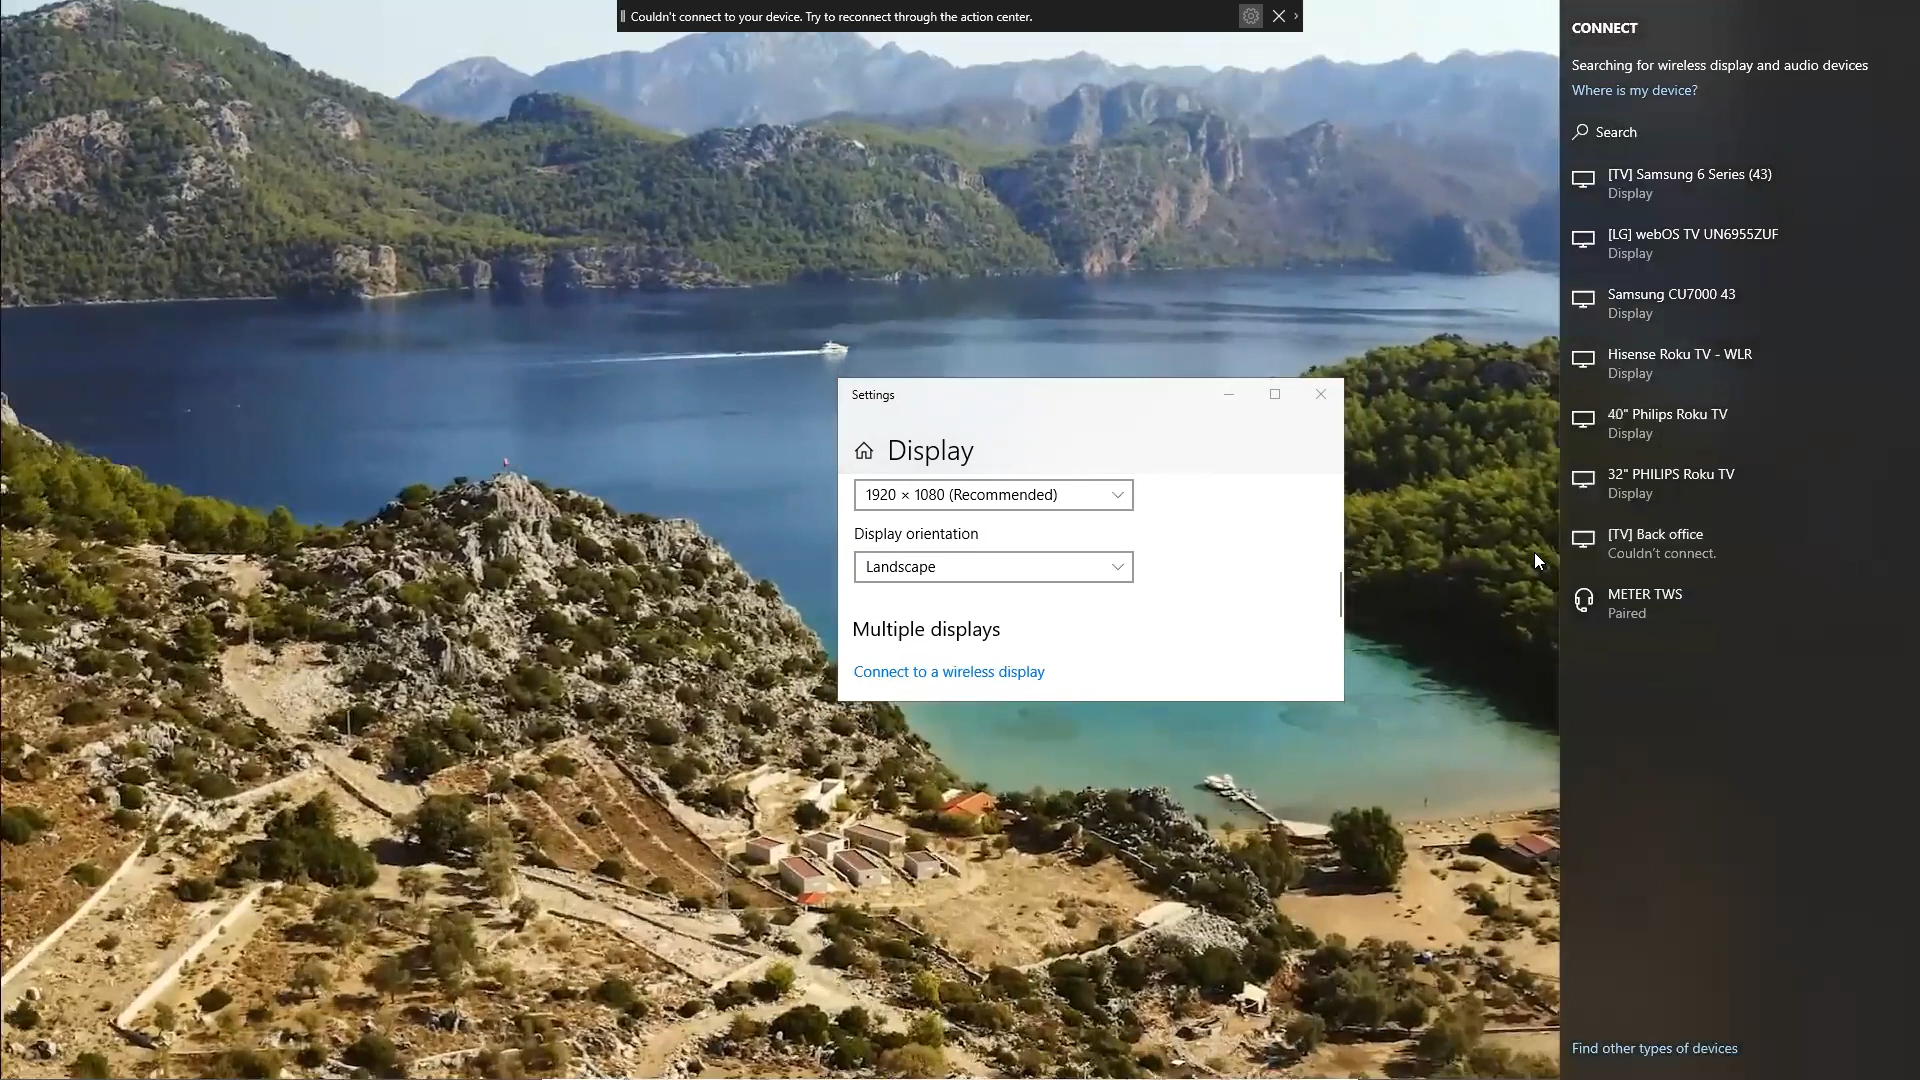 Couldn't connect to your device. Try to reconnect through the action center.
CONNECT
Searching for wireless display and audio devices
Where is my device?
Search
[TV] Samsung 6 Series (43)
Display
[LG] webOS TV UN6955ZUF
Display
Samsung CU7000 43
Display
Hisense Roku TV - WLR
Display
40" Philips Roku TV
Display
32" PHILIPS Roku TV
Display
[TV] Back office
Couldn't connect.
METER TWS
Paired
Find other types of devices
Settings
Display
1920 × 1080 (Recommended)
Display orientation
Landscape
Multiple displays
Connect to a wireless display